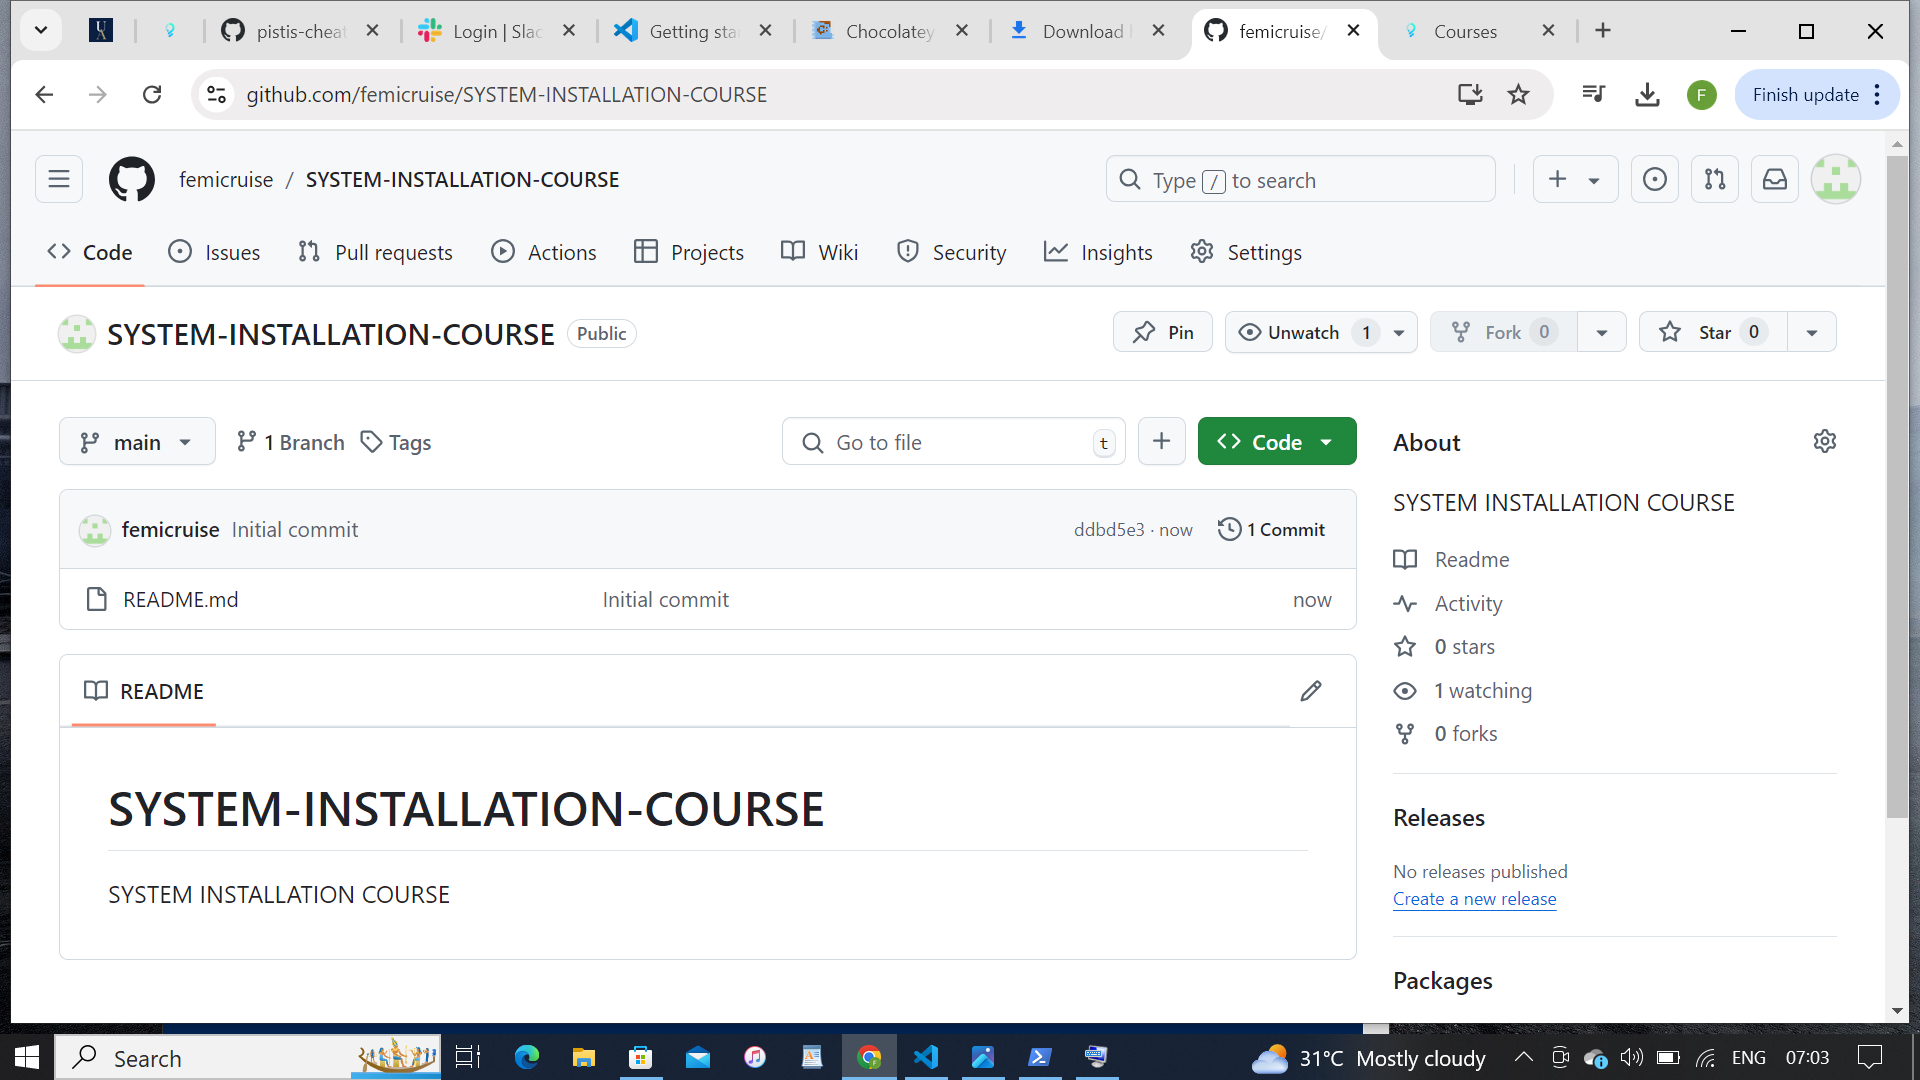 pistis-cheat
Login | Slac
Getting sta
Chocolatey
Download
femicruise/
Courses
github.com/femicruise/SYSTEM-INSTALLATION-COURSE
F
Finish update
femicruise / SYSTEM-INSTALLATION-COURSE
Type / to search
Code
Issues
Pull requests
Actions
Projects
Wiki
Security
Insights
Settings
SYSTEM-INSTALLATION-COURSE
Public
Pin
Unwatch 1
Fork 0
Star 0
main
1 Branch
Tags
Go to file
t
Code
femicruise Initial commit
ddbd5e3 · now
1 Commit
README.md
Initial commit
now
README
SYSTEM-INSTALLATION-COURSE
SYSTEM INSTALLATION COURSE
About
SYSTEM INSTALLATION COURSE
Readme
Activity
0 stars
1 watching
0 forks
Releases
No releases published
Create a new release
Packages
Search
31°C Mostly cloudy
ENG
07:03